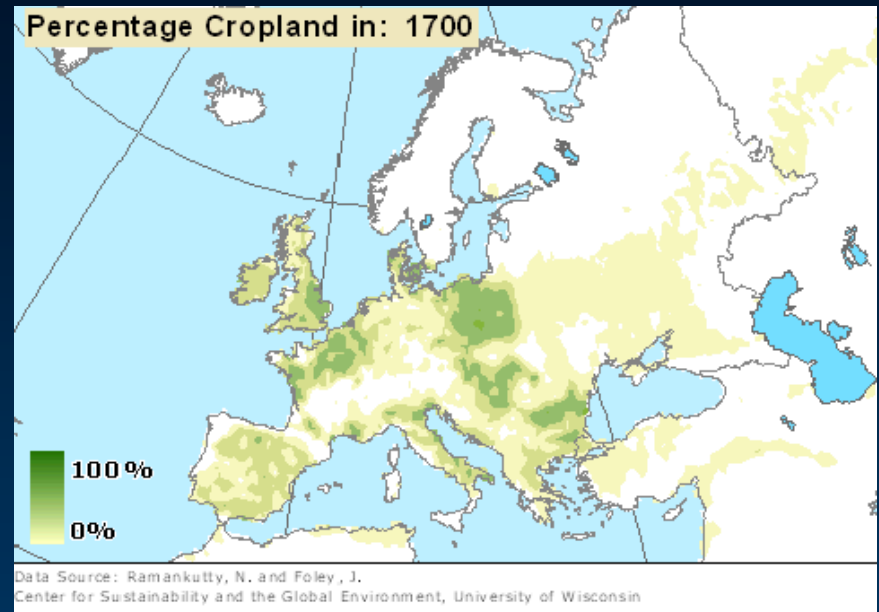 Percentage Cropland in: 1700
100%
0%
Data Source: Ramankutty, N. and Foley, J.
Center for Sustainability and the Global Environment, University of Wisconsin